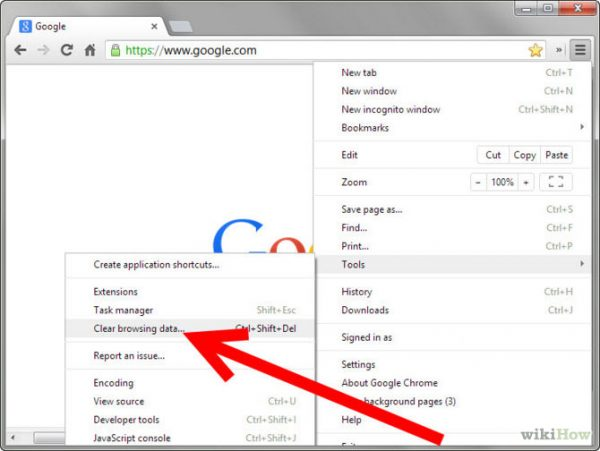 Google
https://www.google.com
New tab Ctrl+T
New window Ctrl+N
New incognito window Ctrl+Shift+N
Bookmarks
Edit Cut Copy Paste
Zoom − 100% +
Save page as... Ctrl+S
Find... Ctrl+F
Print... Ctrl+P
Tools
History Ctrl+H
Downloads Ctrl+J
Signed in as
Settings
About Google Chrome
background pages (3)
Help
Create application shortcuts...
Extensions
Task manager Shift+Esc
Clear browsing data... Ctrl+Shift+Del
Report an issue...
Encoding
View source Ctrl+U
Developer tools Ctrl+Shift+I
JavaScript console Ctrl+Shift+J
wikiHow